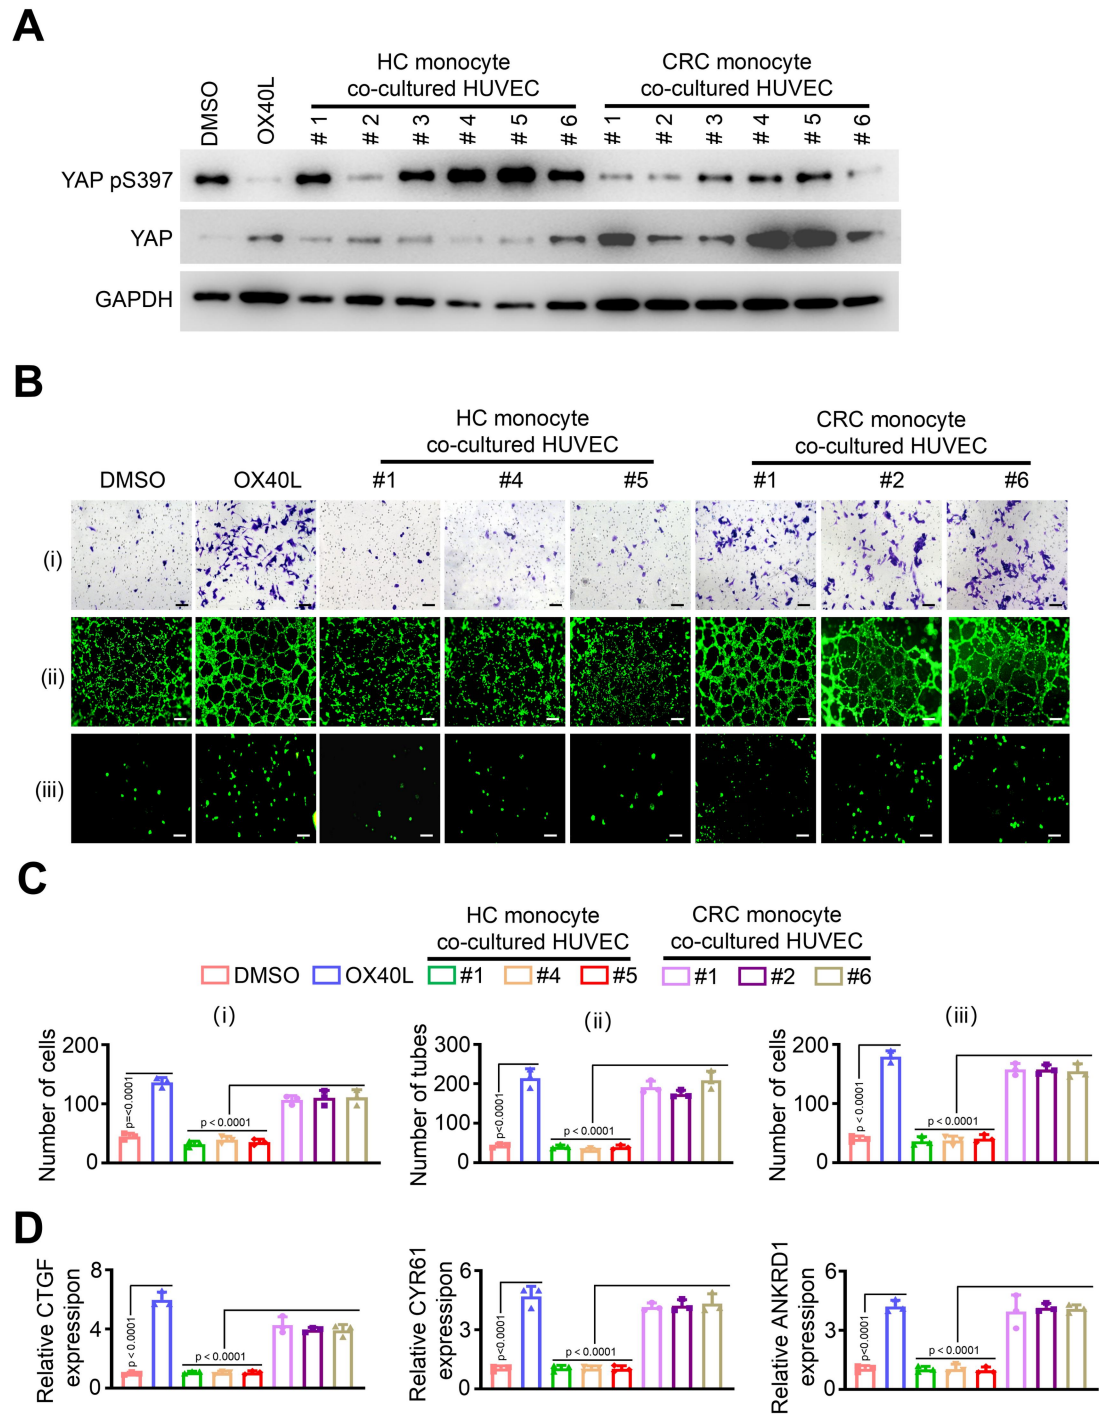 A
HC monocyte
co-cultured HUVEC
CRC monocyte
co-cultured HUVEC
DMSO
OX40L
# 1
# 2
# 3
# 4
# 5
# 6
# 1
# 2
# 3
# 4
# 5
# 6
YAP pS397
YAP
GAPDH
B
HC monocyte
co-cultured HUVEC
CRC monocyte
co-cultured HUVEC
DMSO OX40L #1 #4 #5 #1 #2 #6
(i)
(ii)
(iii)
C
HC monocyte
co-cultured HUVEC
CRC monocyte
co-cultured HUVEC
DMSO OX40L #1 #4 #5 #1 #2 #6
(i)
Number of cells
200
100
0
p=<0.0001
p < 0.0001
(ii)
Number of tubes
300
200
100
0
p<0.0001
p < 0.0001
(iii)
Number of cells
200
100
0
p < 0.0001
p < 0.0001
D
Relative CTGF
expressipon
8
4
0
p < 0.0001
p < 0.0001
Relative CYR61
expressipon
6
3
0
p<0.0001
p < 0.0001
Relative ANKRD1
expressipon
6
3
0
p<0.0001
p < 0.0001